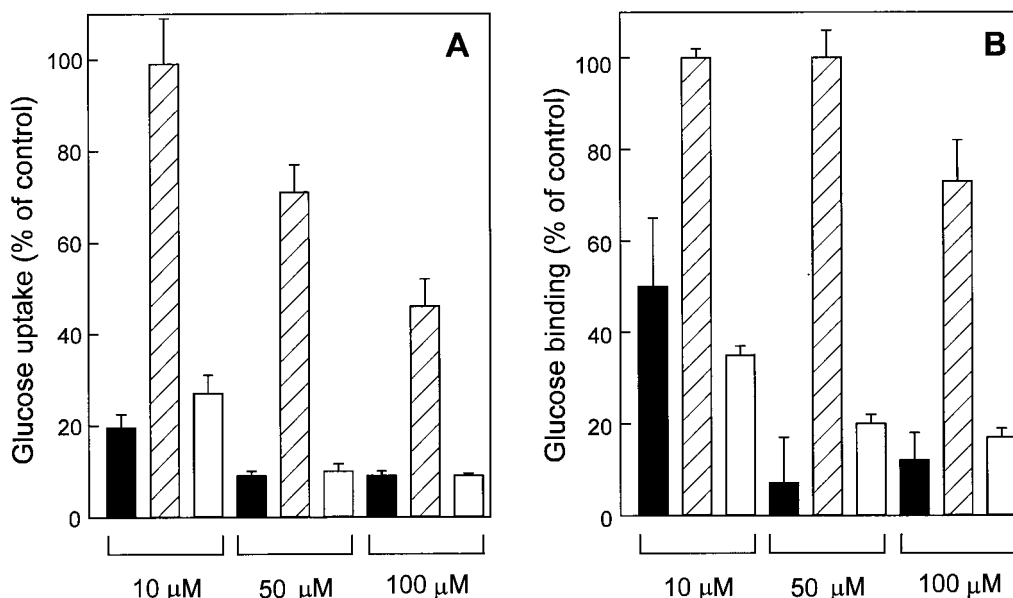 A
Glucose uptake (% of control)
100
80
60
40
20
0
10 μM 50 μM 100 μM
B
Glucose binding (% of control)
100
80
60
40
20
0
10 μM 50 μM 100 μM